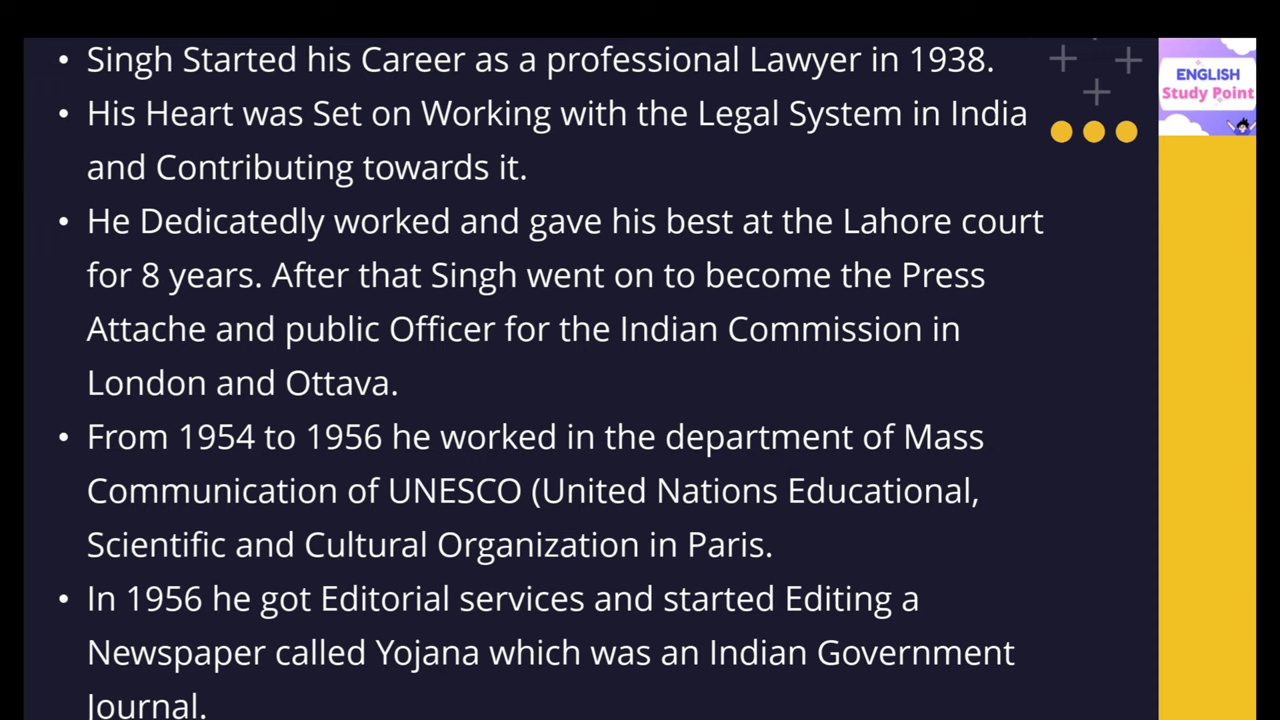 • Singh Started his Career as a professional Lawyer in 1938.
• His Heart was Set on Working with the Legal System in India
and Contributing towards it.
• He Dedicatedly worked and gave his best at the Lahore court
for 8 years. After that Singh went on to become the Press
Attache and public Officer for the Indian Commission in
London and Ottava.
• From 1954 to 1956 he worked in the department of Mass
Communication of UNESCO (United Nations Educational,
Scientific and Cultural Organization in Paris.
• In 1956 he got Editorial services and started Editing a
Newspaper called Yojana which was an Indian Government
Journal.
ENGLISH
Study Point